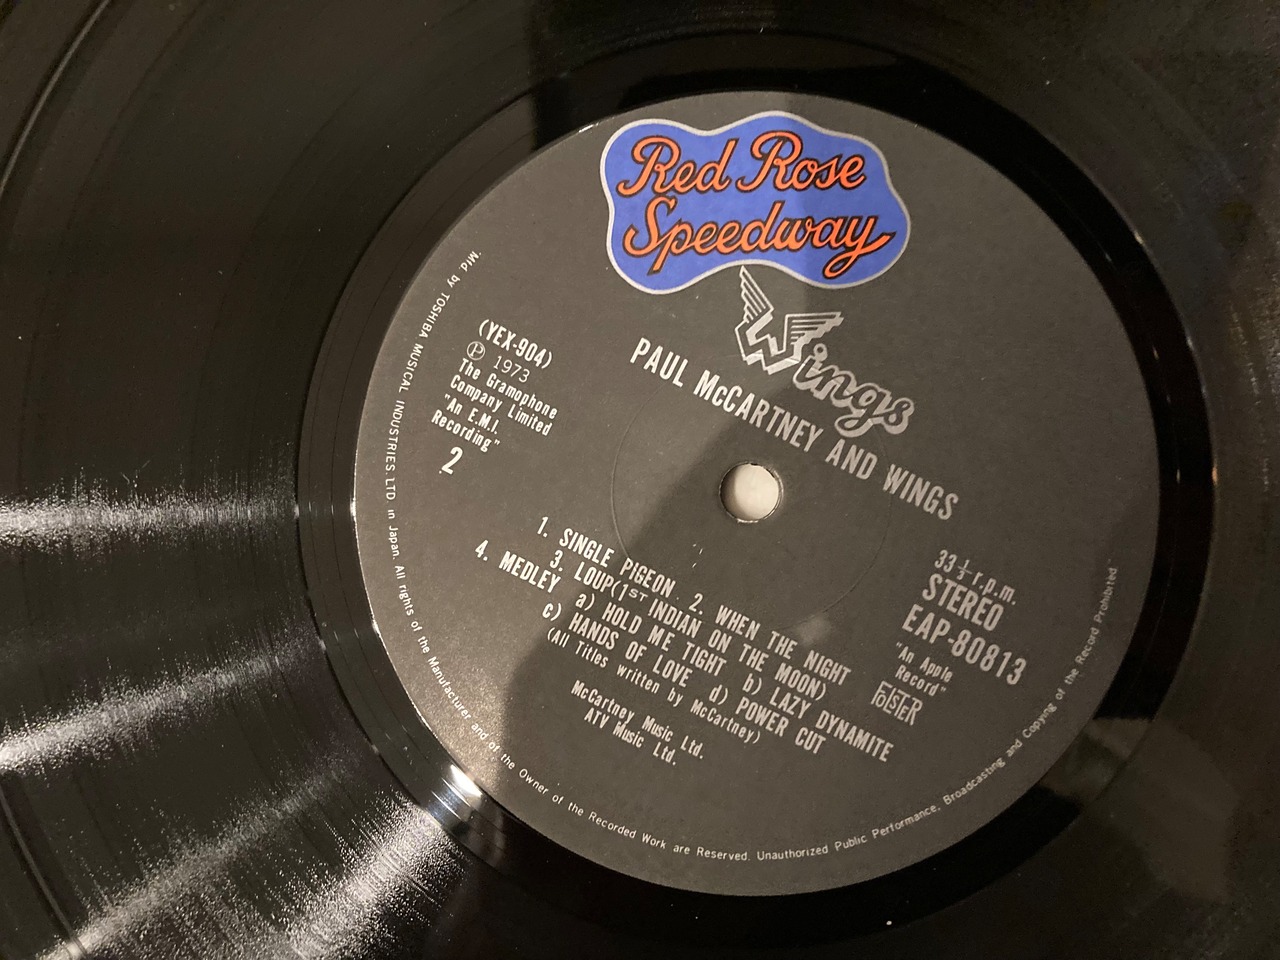 Red Rose
Speedway
Wings
PAUL McCARTNEY AND WINGS
(YEX-904)
Ⓟ 1973
The Gramophone
Company Limited
"An E.M.I.
Recording"
2
33⅓ r.p.m.
STEREO
EAP-80813
"An Apple
Record"
1. SINGLE PIGEON 2. WHEN THE NIGHT
3. LOUP(1ST INDIAN ON THE MOON)
4. MEDLEY a) HOLD ME TIGHT b) LAZY DYNAMITE
c) HANDS OF LOVE d) POWER CUT
(All Titles written by McCartney)
McCartney Music Ltd.
ATV Music Ltd.
Mfd by TOSHIBA MUSICAL INDUSTRIES. LTD. in Japan. All rights of the Manufacturer and of the Owner of the Recorded Work are Reserved. Unauthorized Public Performance. Broadcasting and Copying of the Record Prohibited